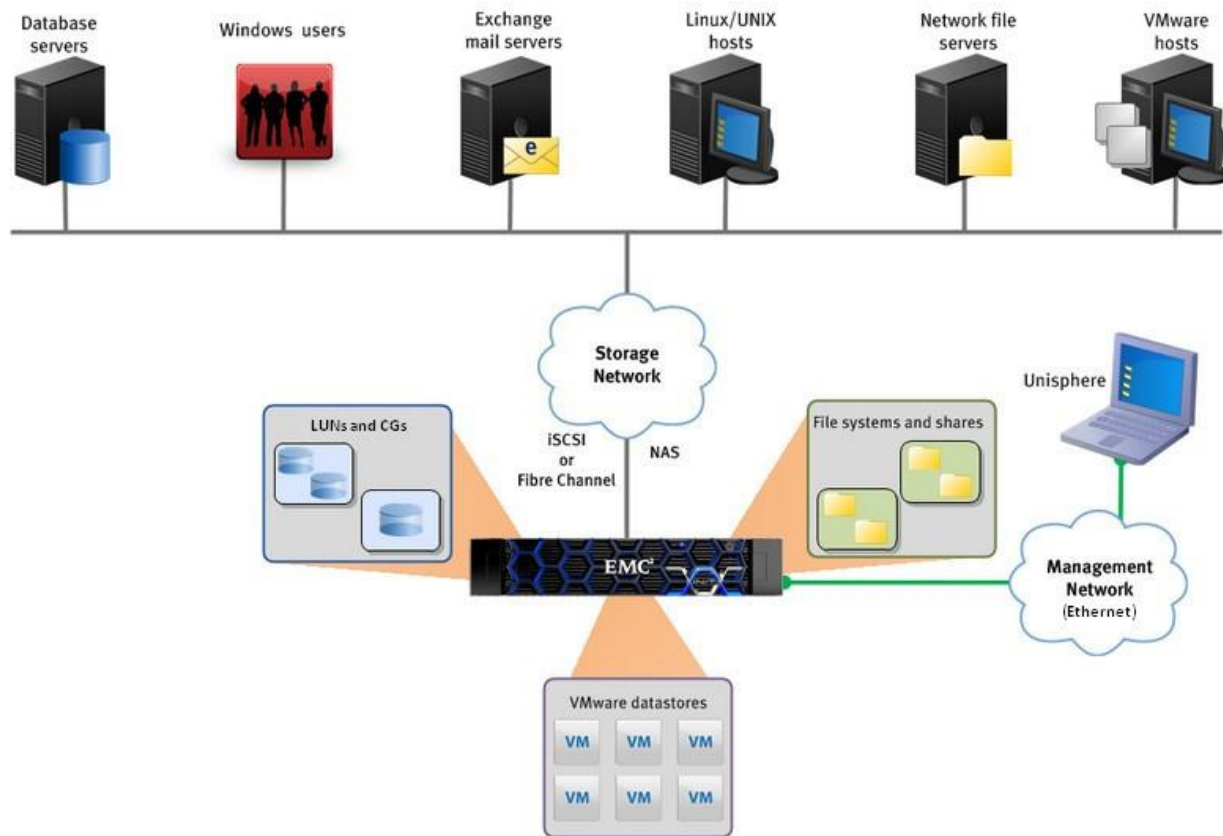 Database
servers
Windows users
Exchange
mail servers
Linux/UNIX
hosts
Network file
servers
VMware
hosts
e
Storage
Network
Unisphere
LUNs and CGs
File systems and shares
iSCSI
or
Fibre Channel
NAS
EMC²
Management
Network
(Ethernet)
VMware datastores
VM VM VM
VM VM VM